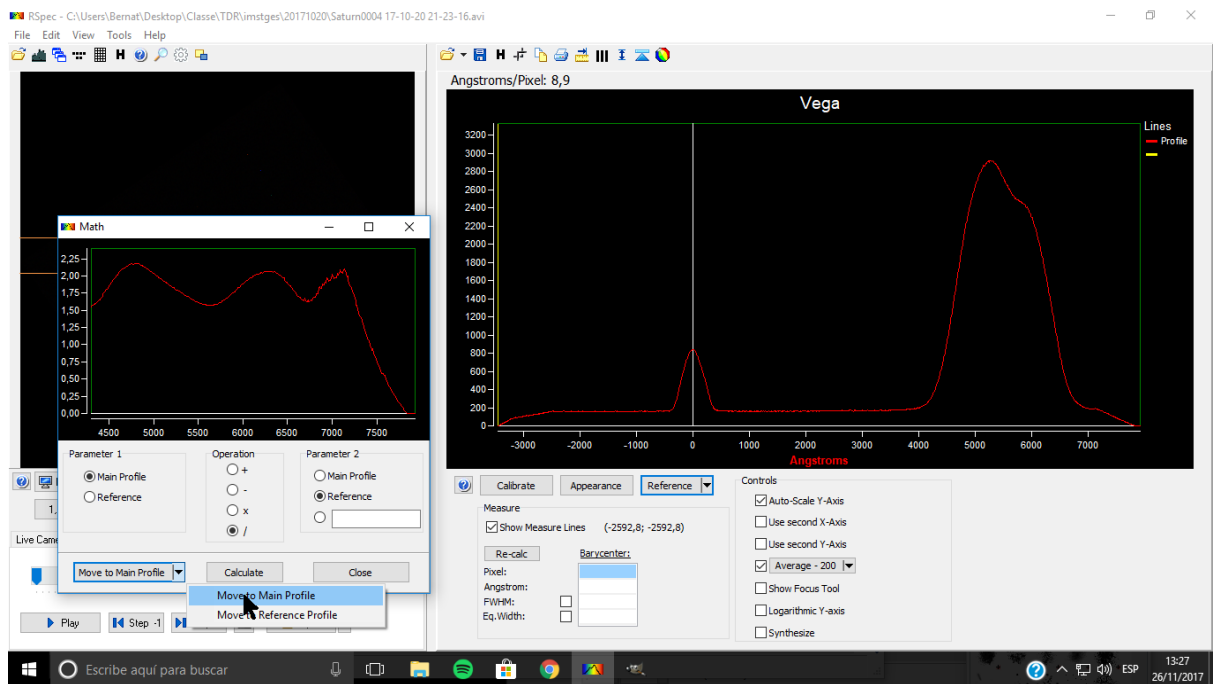 RSpec - C:\Users\Bernat\Desktop\Classe\TDR\imstges\20171020\Saturn0004 17-10-20 21-23-16.avi
File Edit View Tools Help
Angstroms/Pixel: 8,9
Vega
Lines
Profile
3200
3000
2800
2600
2400
2200
2000
1800
1600
1400
1200
1000
800
600
400
200
0
-3000 -2000 -1000 0 1000 2000 3000 4000 5000 6000 7000
Angstroms
Math
2,25
2,00
1,75
1,50
1,25
1,00
0,75
0,50
0,25
0,00
4500 5000 5500 6000 6500 7000 7500
Parameter 1 Operation Parameter 2
Main Profile + Main Profile
Reference - Reference
x
/
Move to Main Profile Calculate Close
Move to Main Profile
Move to Reference Profile
1,
Live Came
Play Step -1
Calibrate Appearance Reference
Measure
Show Measure Lines (-2592,8; -2592,8)
Re-calc Barycenter:
Pixel:
Angstrom:
FWHM:
Eq.Width:
Controls
Auto-Scale Y-Axis
Use second X-Axis
Use second Y-Axis
Average - 200
Show Focus Tool
Logarithmic Y-axis
Synthesize
Escribe aquí para buscar
ESP
13:27
26/11/2017